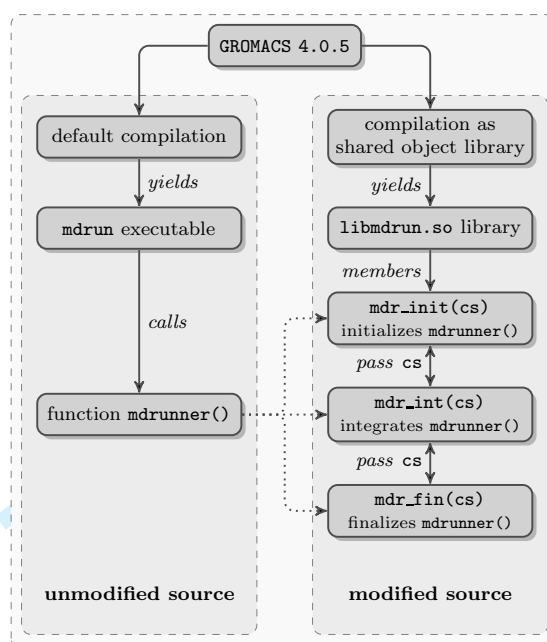 GROMACS 4.0.5
default compilation
yields
mdrun executable
calls
function mdrunner()
unmodified source
compilation as
shared object library
yields
libmdrun.so library
members
mdr_init(cs)
initializes mdrunner()
pass cs
mdr_int(cs)
integrates mdrunner()
pass cs
mdr_fin(cs)
finalizes mdrunner()
modified source